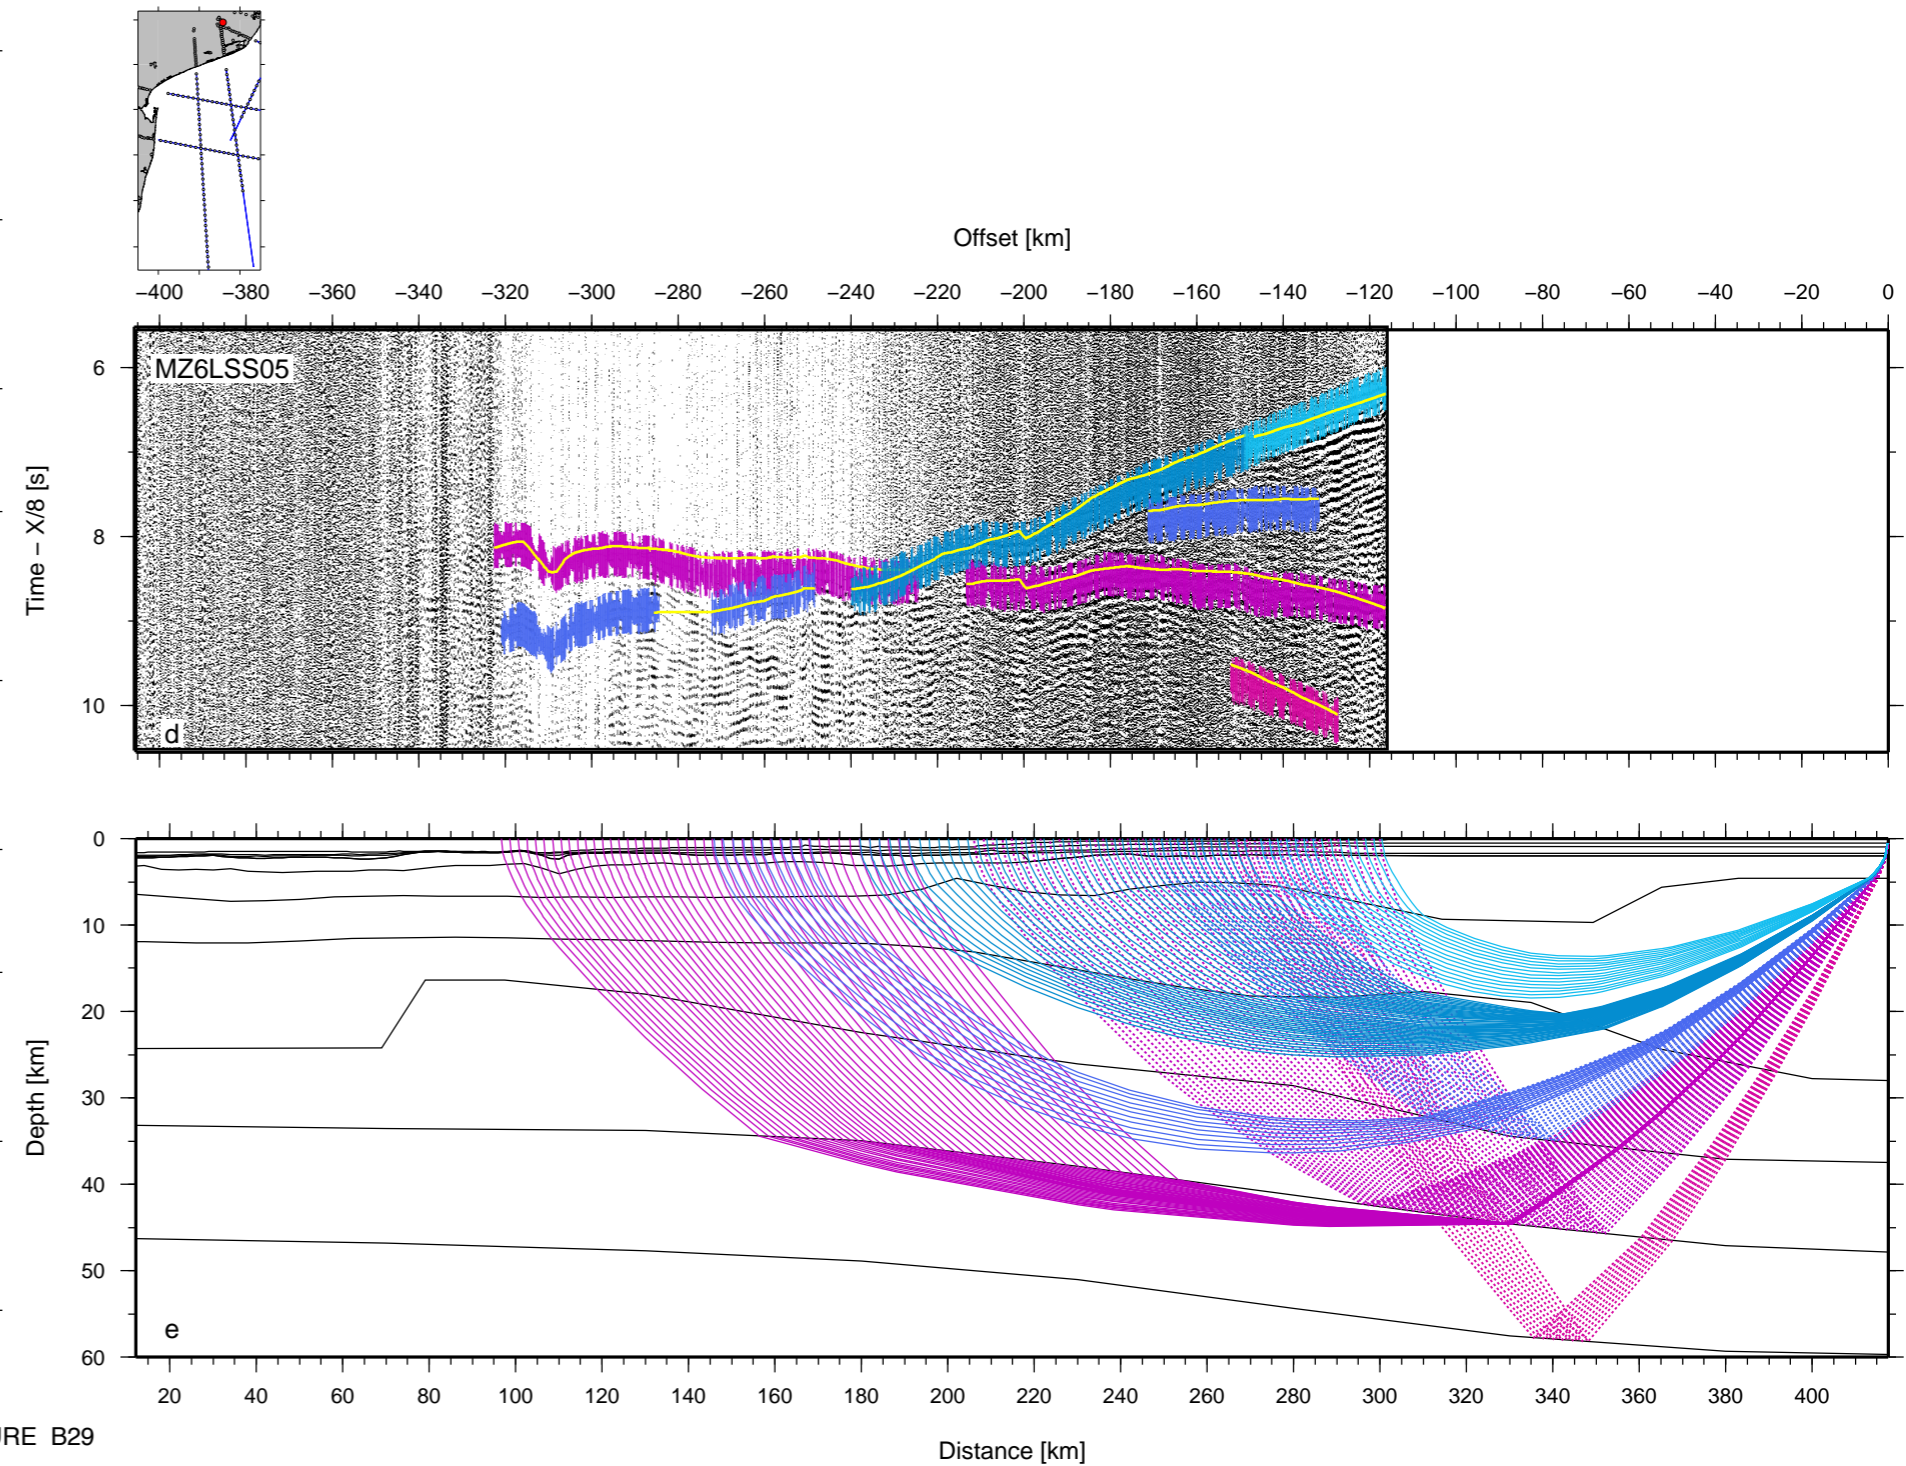 Offset [km]
−400 −380 −360 −340 −320 −300 −280 −260 −240 −220 −200 −180 −160 −140 −120 −100 −80 −60 −40 −20 0
MZ6LSS05
6
8
10
Time − X/8 [s]
d
0
10
20
30
40
50
60
Depth [km]
e
20 40 60 80 100 120 140 160 180 200 220 240 260 280 300 320 340 360 380 400
Distance [km]
URE B29